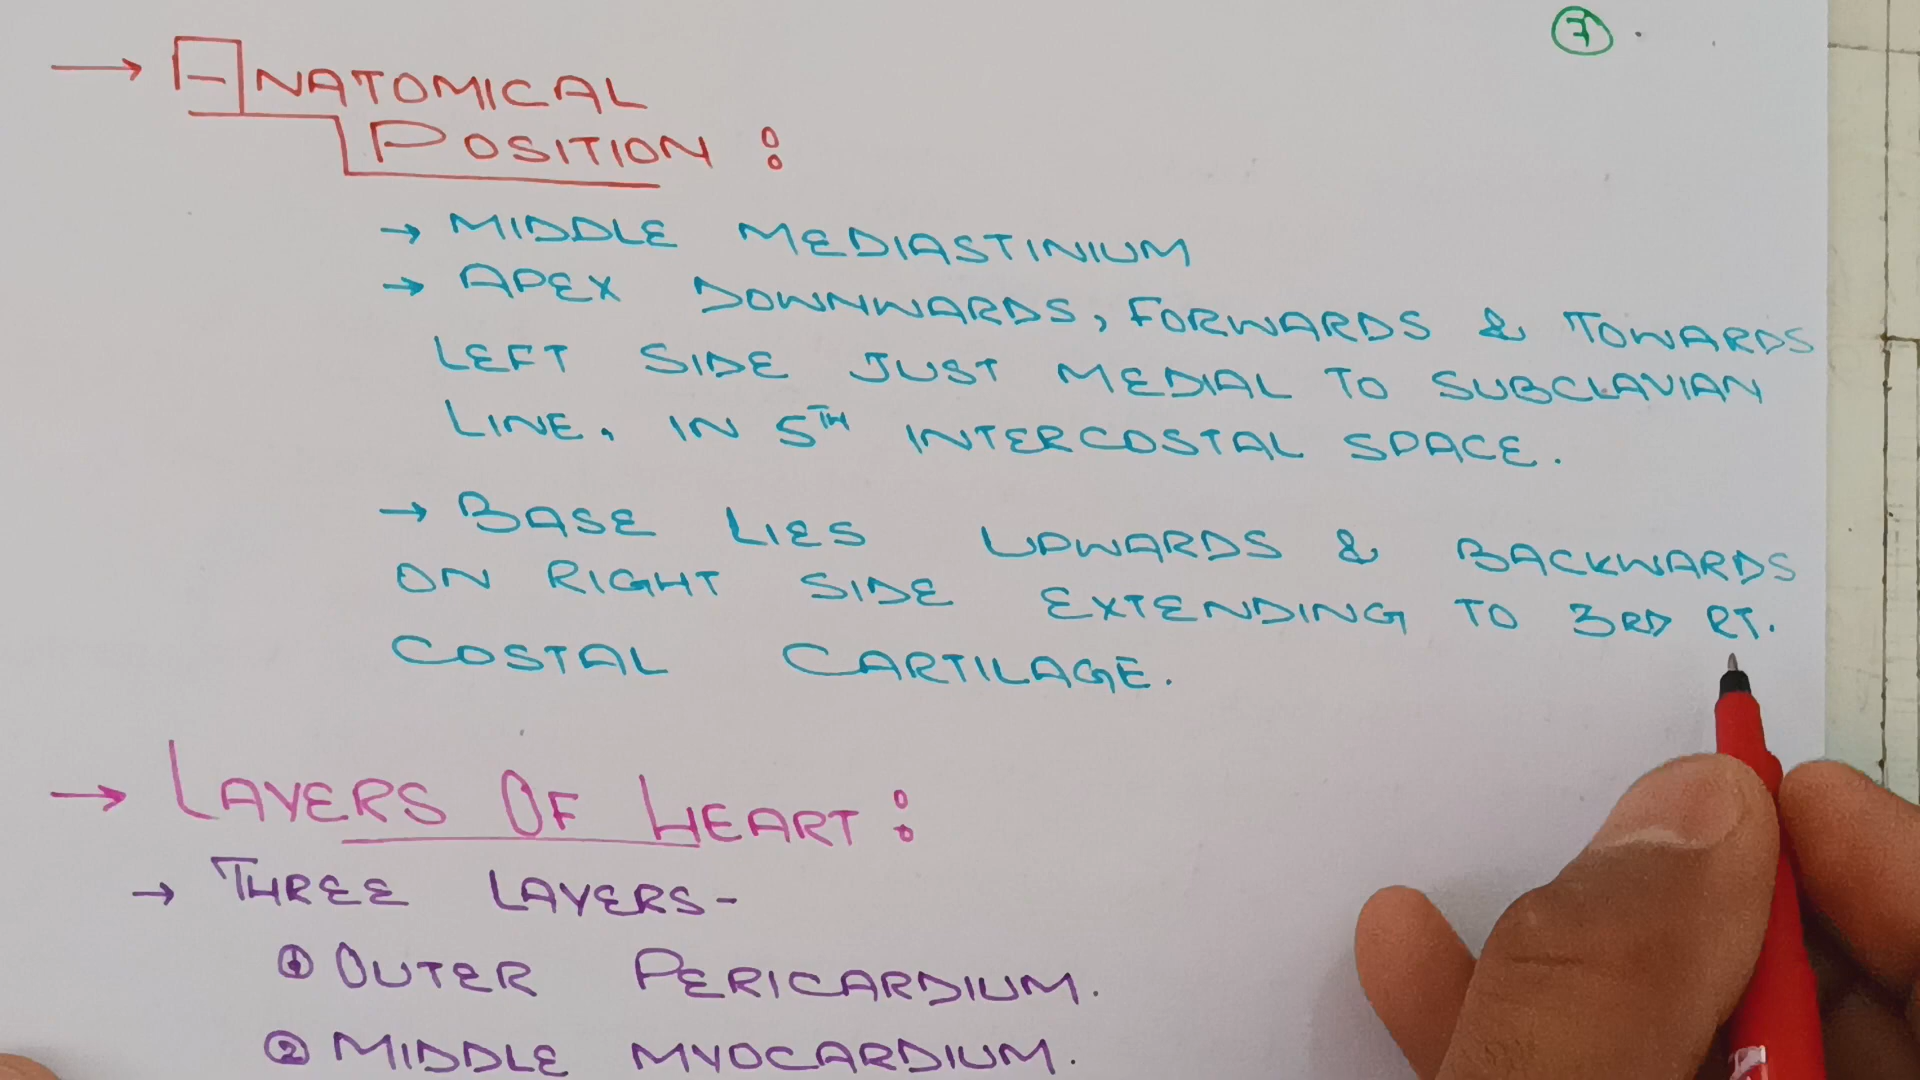 7
→ ANATOMICAL
POSITION :
→ MIDDLE MEDIASTINIUM
→ APEX DOWNWARDS, FORWARDS & TOWARDS
LEFT SIDE JUST MEDIAL TO SUBCLAVIAN
LINE. IN 5TH INTERCOSTAL SPACE.
→ BASE LIES UPWARDS & BACKWARDS
ON RIGHT SIDE EXTENDING TO 3RD RT.
COSTAL CARTILAGE.
→ LAYERS OF HEART :
→ THREE LAYERS-
① OUTER PERICARDIUM.
② MIDDLE MYOCARDIUM.